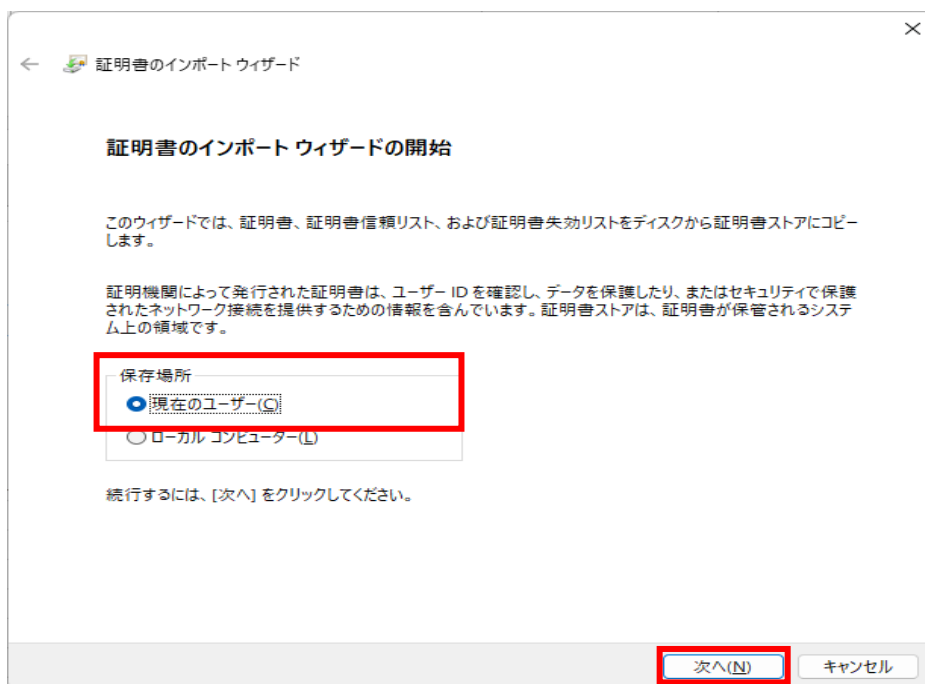 証明書のインポート ウィザード
証明書のインポート ウィザードの開始
このウィザードでは、証明書、証明書信頼リスト、および証明書失効リストをディスクから証明書ストアにコピー
します。
証明機関によって発行された証明書は、ユーザー ID を確認し、データを保護したり、またはセキュリティで保護
されたネットワーク接続を提供するための情報を含んでいます。証明書ストアは、証明書が保管されるシステ
ム上の領域です。
保存場所
現在のユーザー(C)
ローカル コンピューター(L)
続行するには、[次へ] をクリックしてください。
次へ(N)
キャンセル